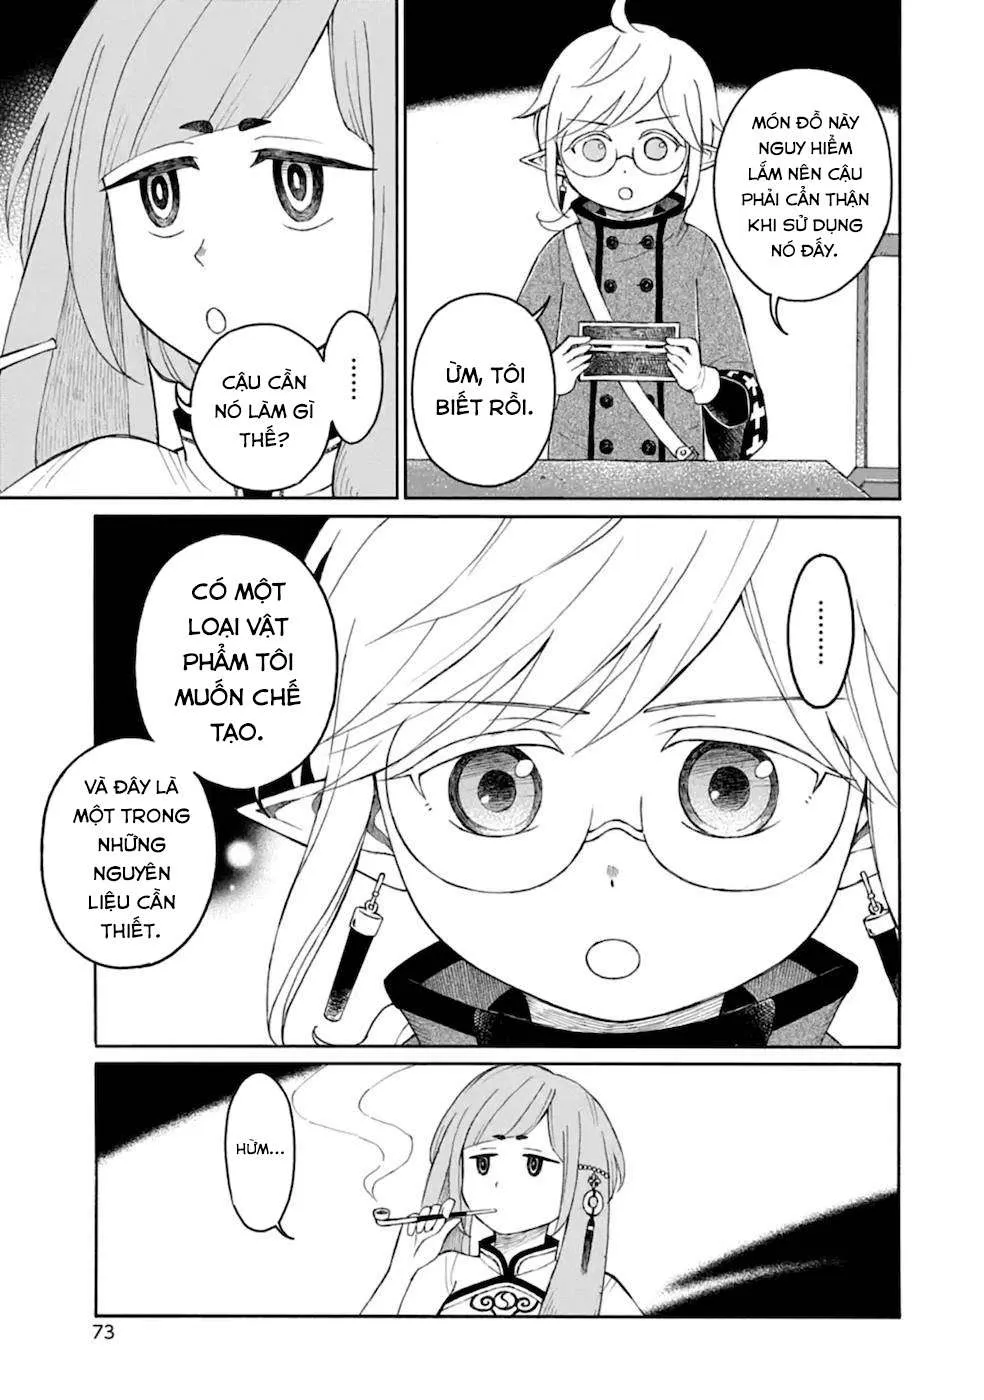 MÓN ĐỒ NÀY
NGUY HIỂM
LẮM NÊN CẬU
PHẢI CẨN THẬN
KHI SỬ DỤNG
NÓ ĐẤY.
ỪM, TÔI
BIẾT RỒI.
.......
CẬU CẦN
NÓ LÀM GÌ
THẾ?
........
CÓ MỘT
LOẠI VẬT
PHẨM TÔI
MUỐN CHẾ
TẠO.
VÀ ĐÂY LÀ
MỘT TRONG
NHỮNG
NGUYÊN
LIỆU CẦN
THIẾT.
HỪM...
73